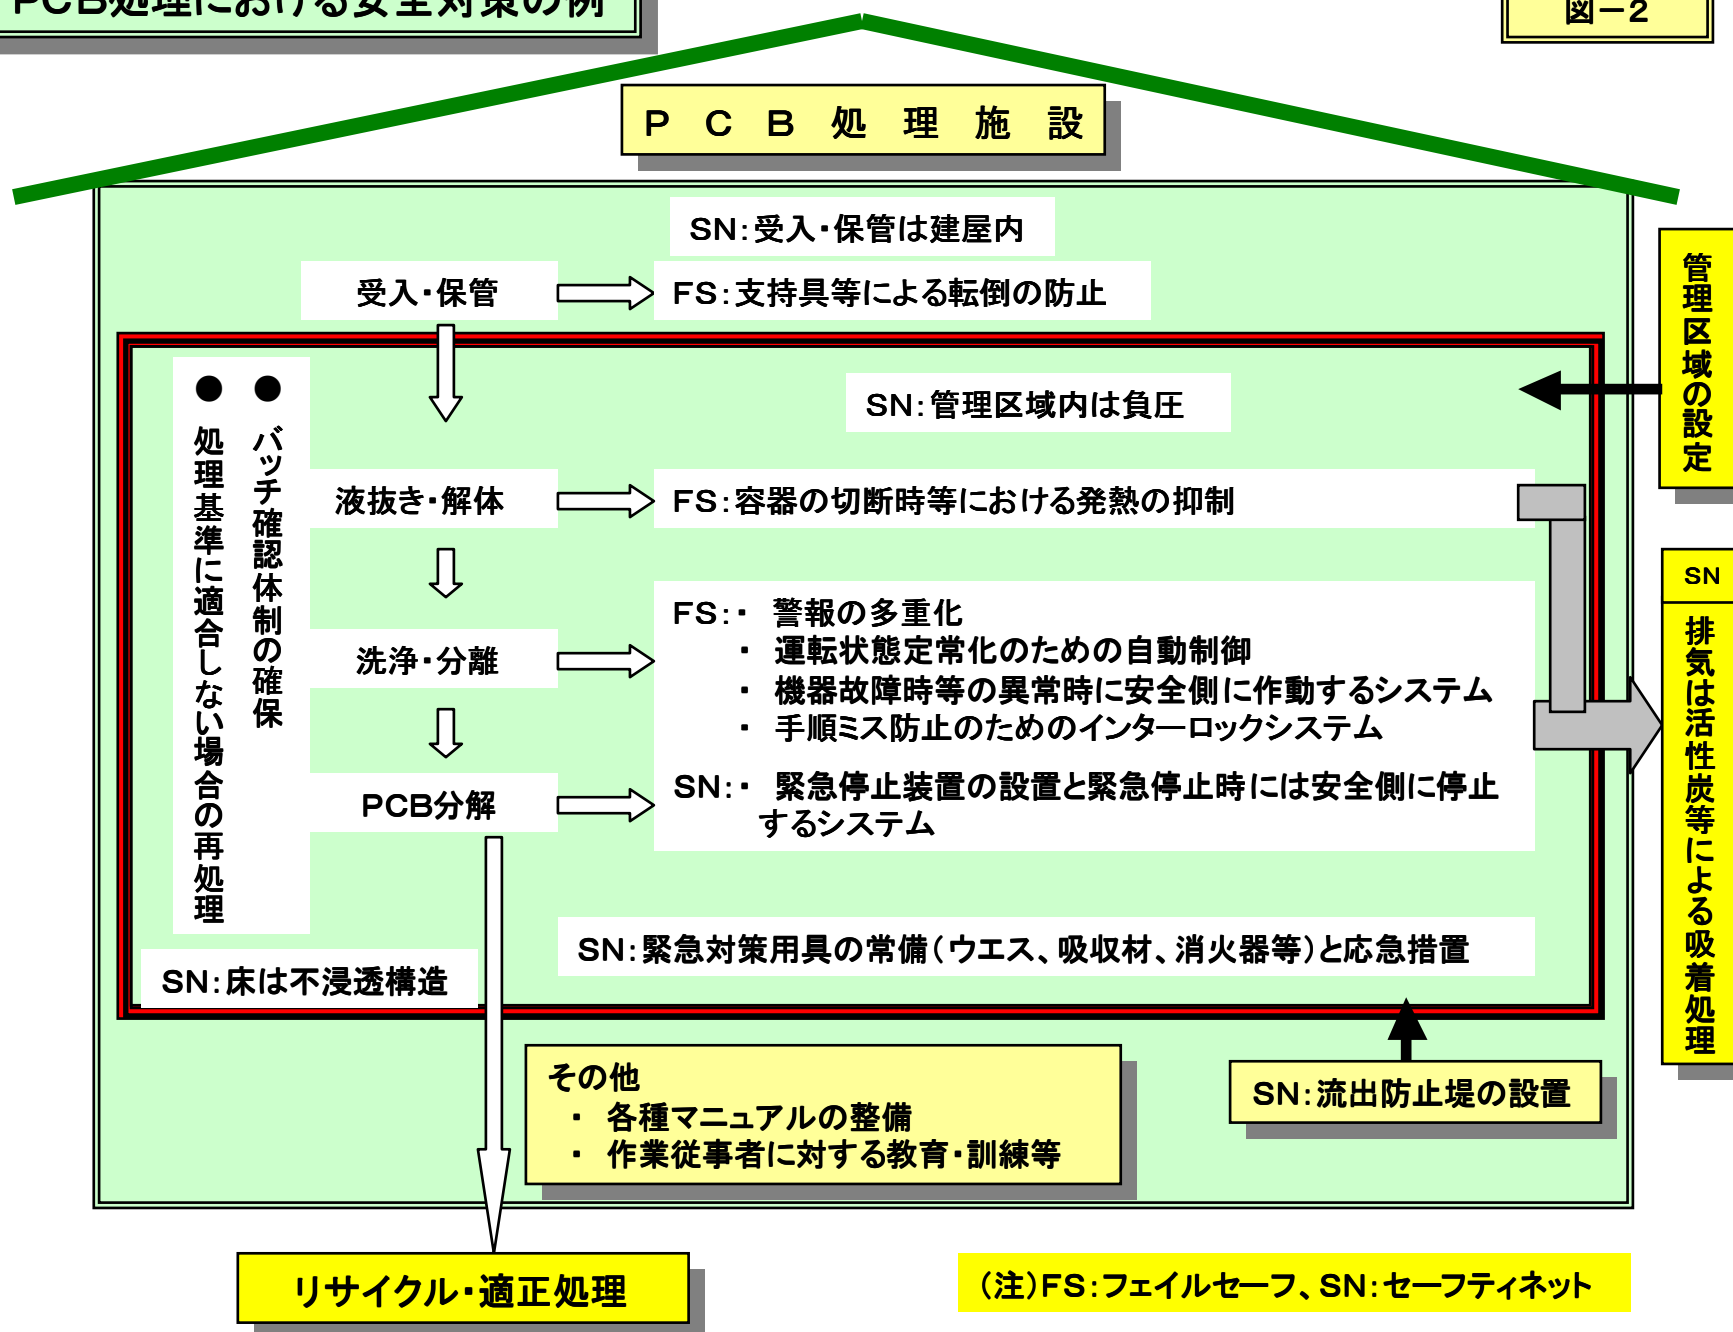 PCB処理における安全対策の例
図－2
PCB処理施設
SN：受入・保管は建屋内
受入・保管
FS：支持具等による転倒の防止
管理区域の設定
SN：管理区域内は負圧
● バッチ確認体制の確保
● 処理基準に適合しない場合の再処理
液抜き・解体
FS：容器の切断時等における発熱の抑制
洗浄・分離
FS：・ 警報の多重化
・ 運転状態定常化のための自動制御
・ 機器故障時等の異常時に安全側に作動するシステム
・ 手順ミス防止のためのインターロックシステム
PCB分解
SN：・ 緊急停止装置の設置と緊急停止時には安全側に停止
するシステム
SN
排気は活性炭等による吸着処理
SN：緊急対策用具の常備（ウエス、吸収材、消火器等）と応急措置
SN：床は不浸透構造
その他
・ 各種マニュアルの整備
・ 作業従事者に対する教育・訓練等
SN：流出防止堤の設置
リサイクル・適正処理
（注）FS：フェイルセーフ、SN：セーフティネット